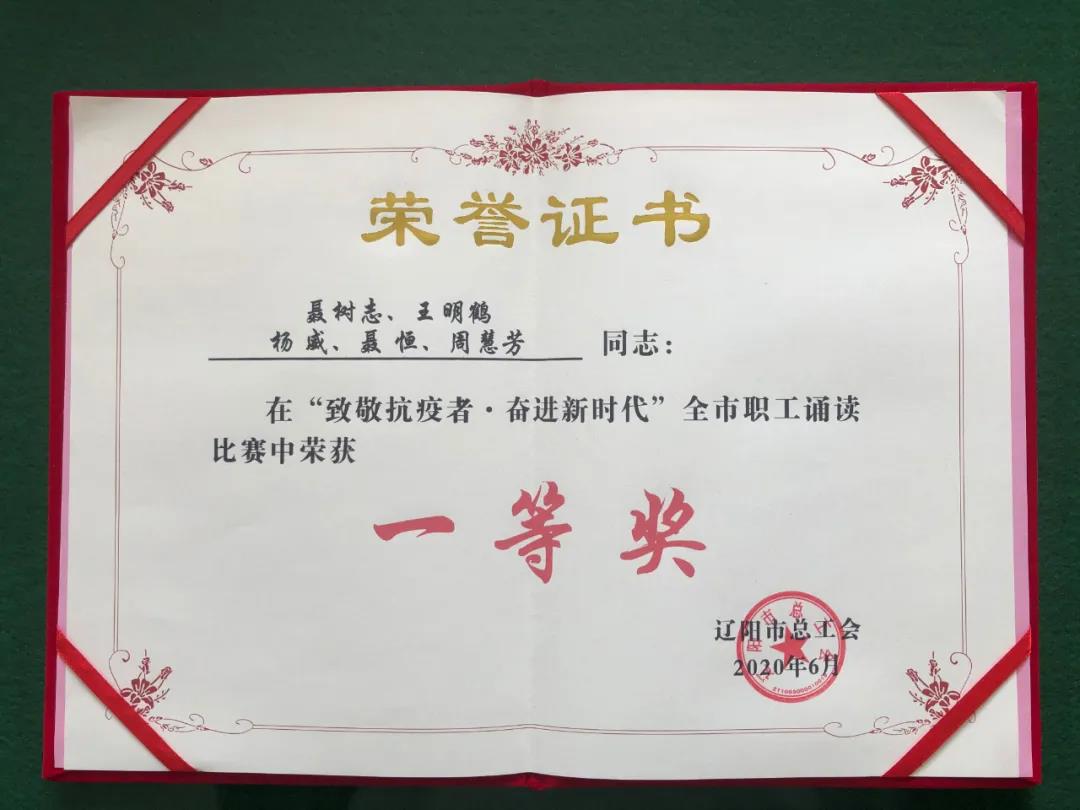 荣誉证书
聂树志、王明鹤
杨威、聂恒、周慧芳 同志：
在“致敬抗疫者·奋进新时代”全市职工诵读
比赛中荣获
一等奖
辽阳市总工会
2020年6月